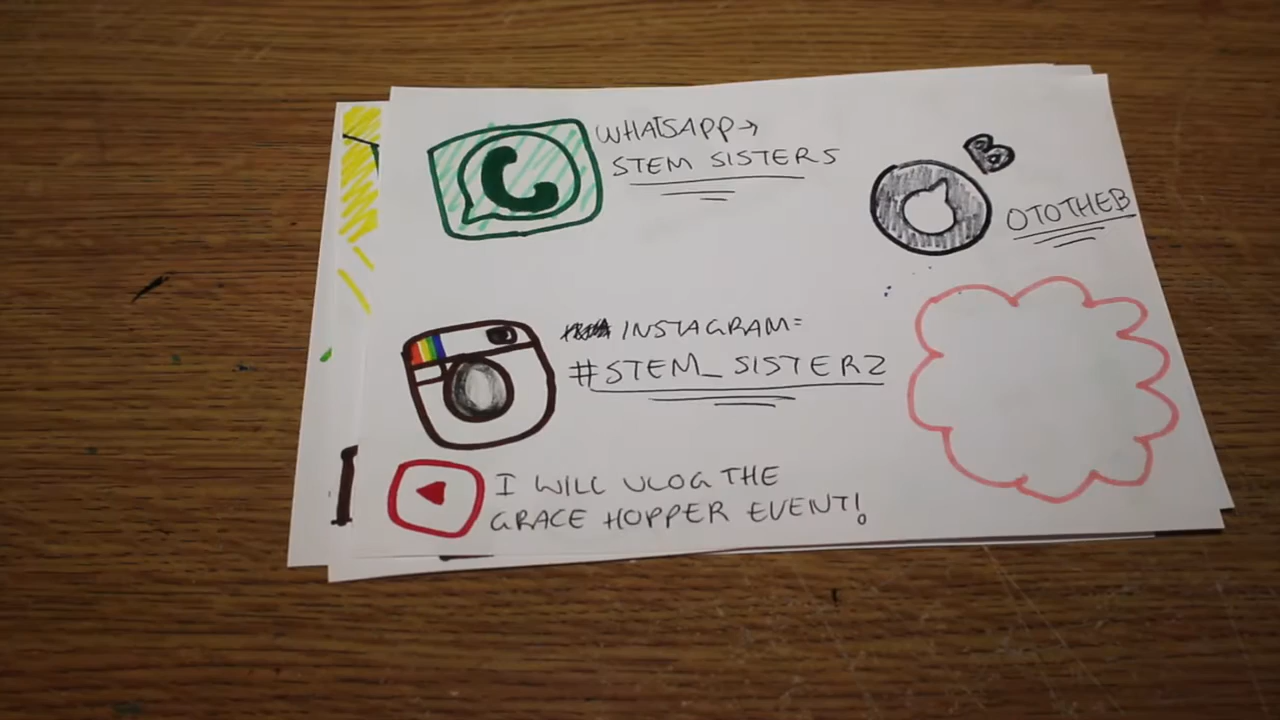 WHATSAPP→
STEM SISTERS
OTOTHEB
INSTAGRAM=
#STEM_SISTERZ
I WILL VLOG THE
GRACE HOPPER EVENT!